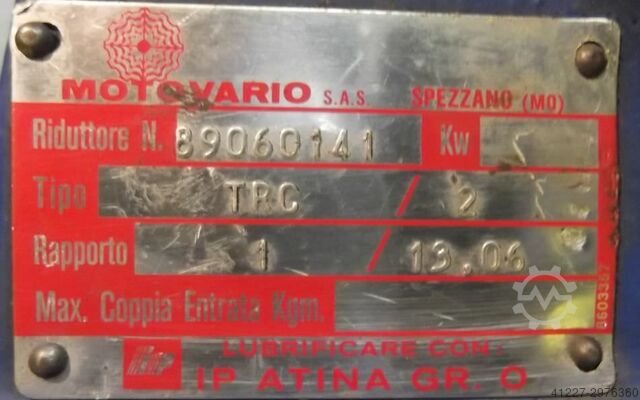 MOTOVARIO S.A.S. SPEZZANO (MO)
Riduttore N. 89060141 Kw
Tipo TRC / 2
Rapporto 1 / 19.06
Max. Coppia Entrata Kgm.
LUBRIFICARE CON:
IP ATINA GR. O
41227-2976360